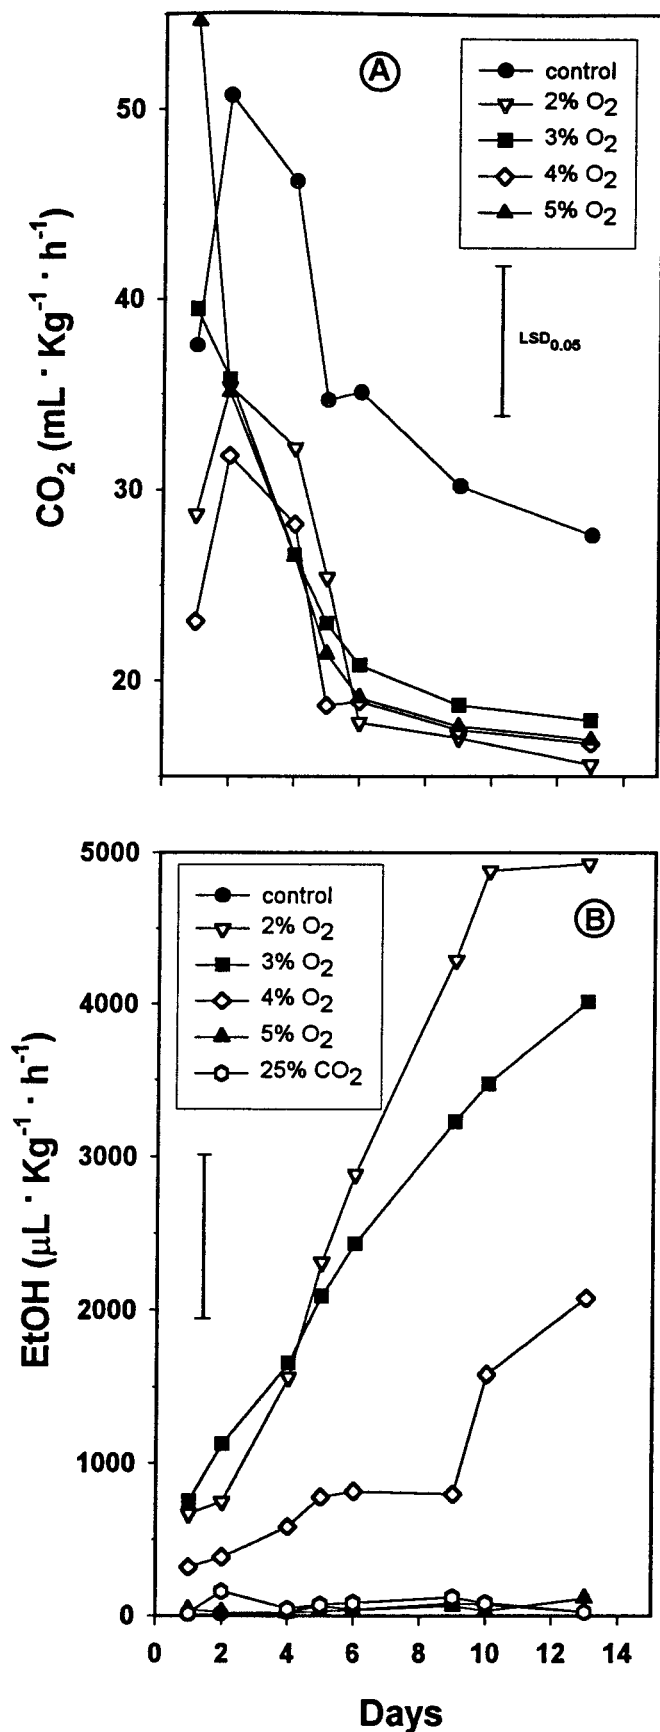 A
control
2% O₂
3% O₂
4% O₂
5% O₂
50
40
30
20
CO₂ (mL · Kg⁻¹ · h⁻¹)
LSD₀.₀₅
B
control
2% O₂
3% O₂
4% O₂
5% O₂
25% CO₂
5000
4000
3000
2000
1000
0
EtOH (μL · Kg⁻¹ · h⁻¹)
0 2 4 6 8 10 12 14
Days